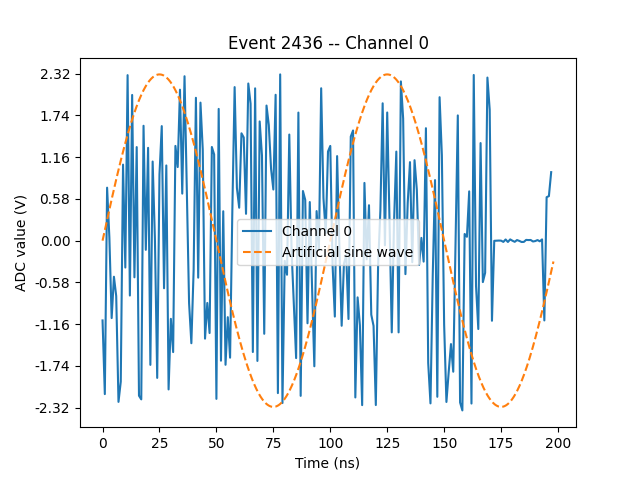 Event 2436 -- Channel 0
ADC value (V)
2.32
1.74
1.16
0.58
0.00
-0.58
-1.16
-1.74
-2.32
Channel 0
Artificial sine wave
0 25 50 75 100 125 150 175 200
Time (ns)